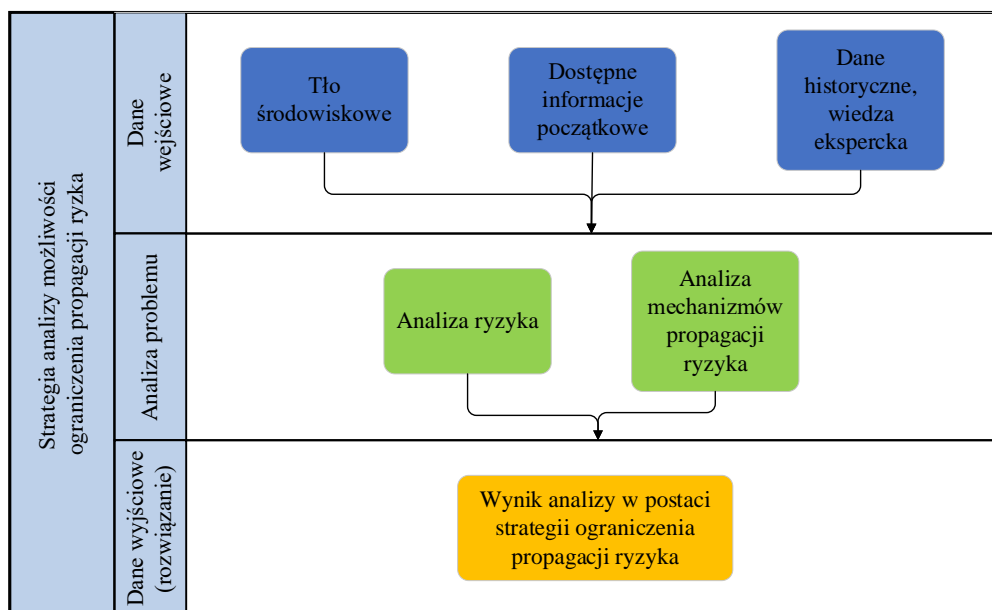 Strategia analizy możliwości
ograniczenia propagacji ryzka
Dane
wejściowe
Tło
środowiskowe
Dostępne
informacje
początkowe
Dane
historyczne,
wiedza
ekspercka
Analiza problemu
Analiza ryzyka
Analiza
mechanizmów
propagacji
ryzyka
Dane wyjściowe
(rozwiązanie)
Wynik analizy w postaci
strategii ograniczenia
propagacji ryzyka